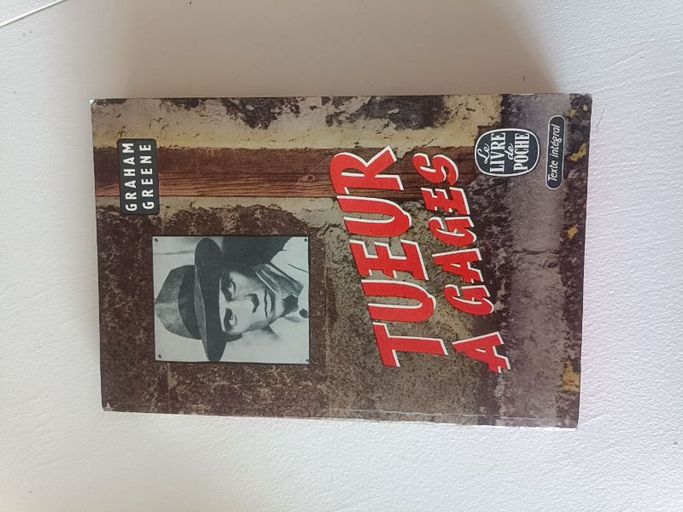 GRAHAM
GREENE
TUEUR
A GAGES
Le
LIVRE
de
POCHE
Texte intégral